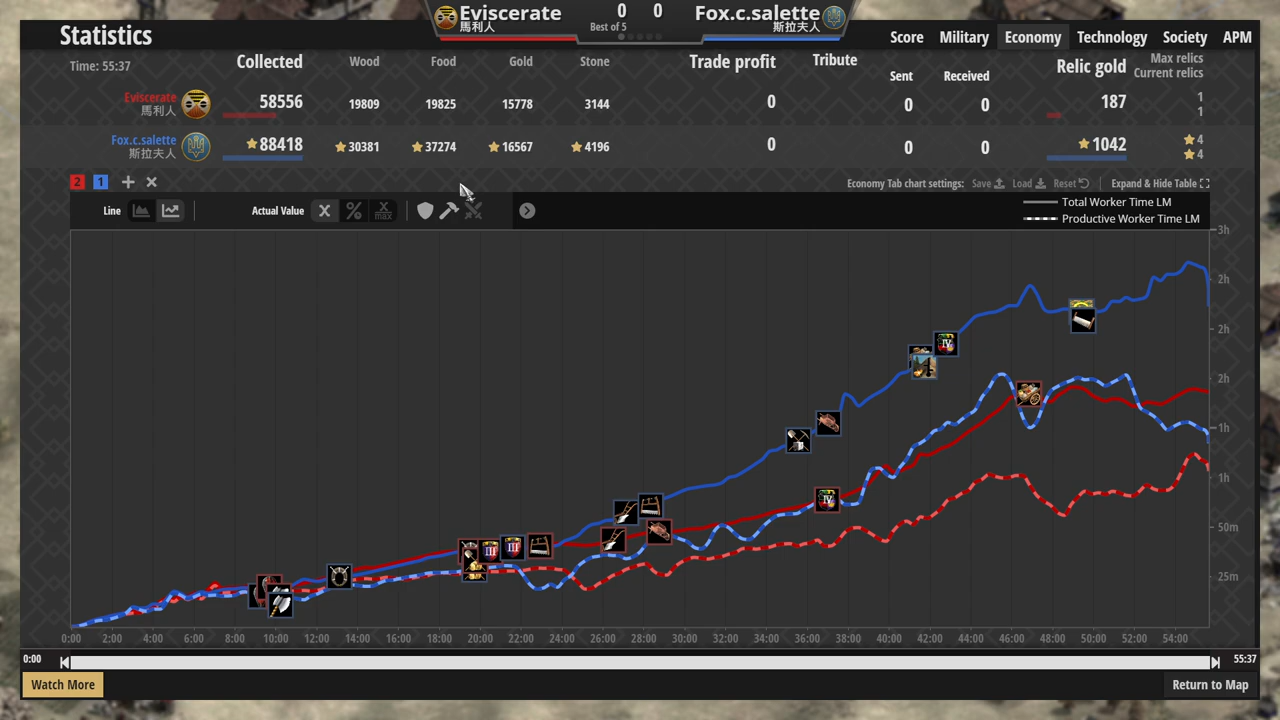 Eviscerate
馬利人
0 0
Best of 5
Fox.c.salette
斯拉夫人
Statistics
Score Military Economy Technology Society APM
Time: 55:37
Collected Wood Food Gold Stone Trade profit Tribute Sent Received Relic gold Max relics
Current relics
Eviscerate
馬利人
58556 19809 19825 15778 3144 0 0 0 187 1
1
Fox.c.salette
斯拉夫人
88418 30381 37274 16567 4196 0 0 0 1042 4
4
2 1 + ×
Economy Tab chart settings: Save Load Reset Expand & Hide Table
Line Actual Value X % X/max
Total Worker Time LM
Productive Worker Time LM
3h
2h
2h
2h
1h
1h
50m
25m
III III IV IV
0:00 2:00 4:00 6:00 8:00 10:00 12:00 14:00 16:00 18:00 20:00 22:00 24:00 26:00 28:00 30:00 32:00 34:00 36:00 38:00 40:00 42:00 44:00 46:00 48:00 50:00 52:00 54:00
0:00 55:37
Watch More Return to Map